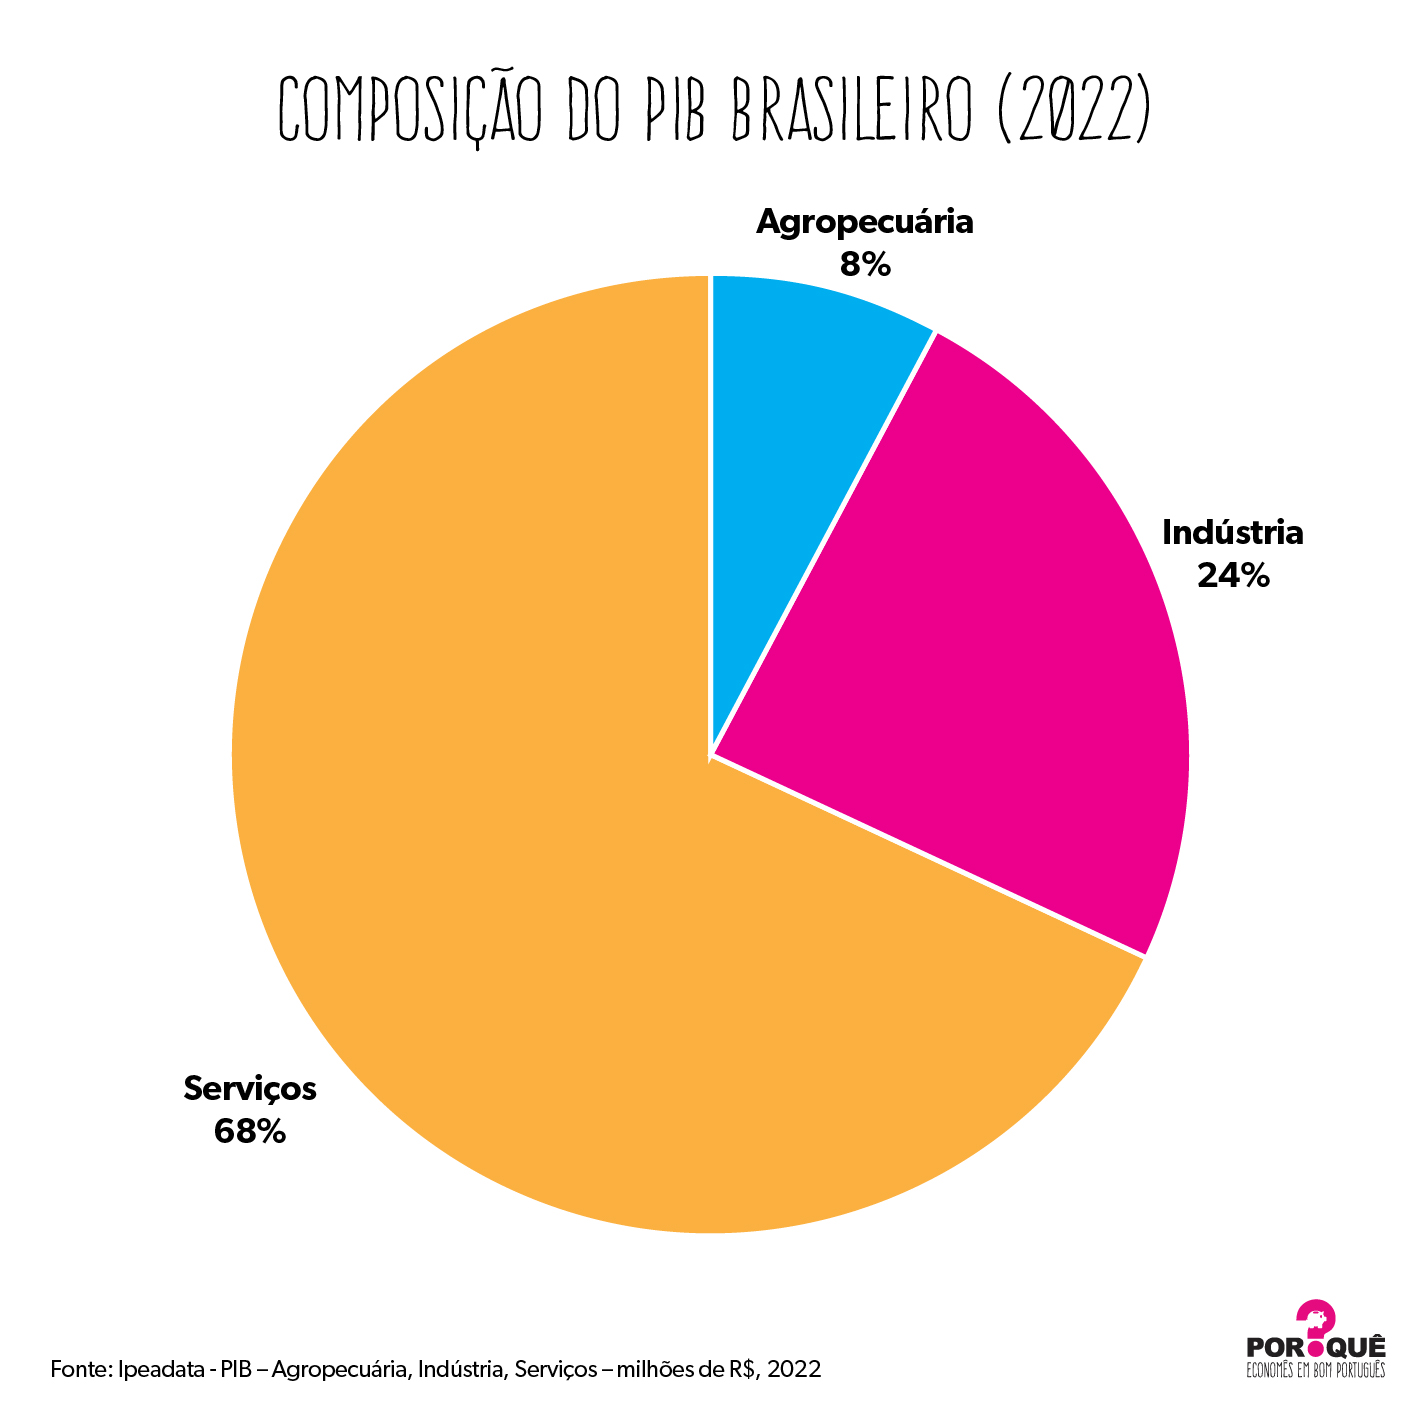 COMPOSIÇÃO DO PIB BRASILEIRO (2022)
Agropecuária
8%
Indústria
24%
Serviços
68%
Fonte: Ipeadata - PIB – Agropecuária, Indústria, Serviços – milhões de R$, 2022
POR?QUÊ
ECONOMÊS EM BOM PORTUGUÊS